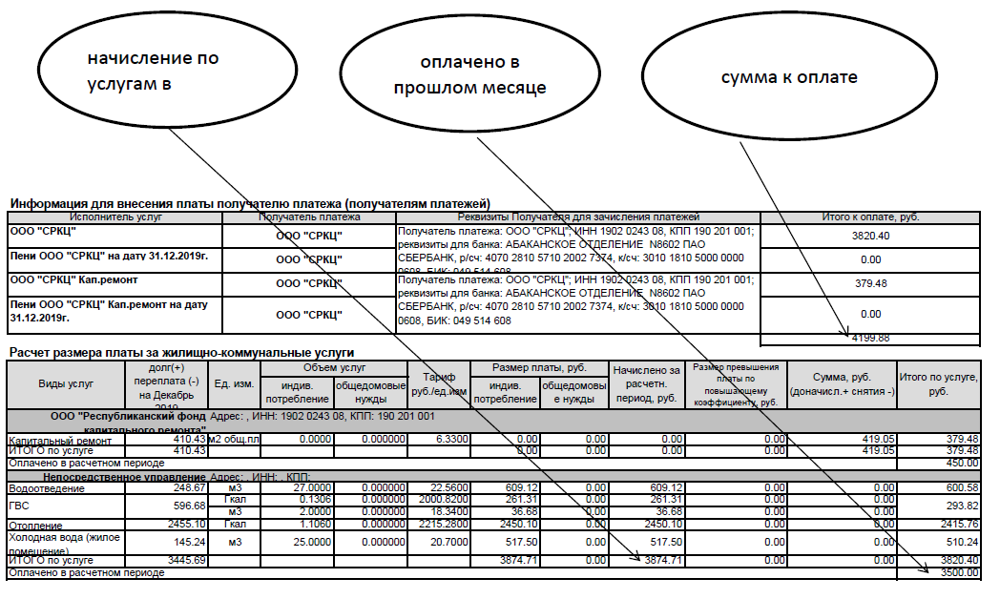 начисление по
услугам в
оплачено в
прошлом месяце
сумма к оплате
Информация для внесения платы получателю платежа (получателям платежей)
Исполнитель услуг Получатель платежа Реквизиты Получателя для зачисления платежей Итого к оплате, руб.
ООО "СРКЦ" ООО "СРКЦ" Получатель платежа: ООО "СРКЦ"; ИНН 1902 0243 08, КПП 190 201 001; 3820.40
реквизиты для банка: АБАКАНСКОЕ ОТДЕЛЕНИЕ N8602 ПАО
Пени ООО "СРКЦ" на дату 31.12.2019г. ООО "СРКЦ" СБЕРБАНК, р/сч: 4070 2810 5710 2002 7374, к/сч: 3010 1810 5000 0000 0.00
0608, БИК: 049 514 608
ООО "СРКЦ" Кап.ремонт ООО "СРКЦ" Получатель платежа: ООО "СРКЦ"; ИНН 1902 0243 08, КПП 190 201 001; 379.48
реквизиты для банка: АБАКАНСКОЕ ОТДЕЛЕНИЕ N8602 ПАО
Пени ООО "СРКЦ" Кап.ремонт на дату СБЕРБАНК, р/сч: 4070 2810 5710 2002 7374, к/сч: 3010 1810 5000 0000
31.12.2019г. ООО "СРКЦ" 0608, БИК: 049 514 608 0.00
4199.88
Расчет размера платы за жилищно-коммунальные услуги
Виды услуг долг(+) переплата (-) на Декабрь 2019 Ед. изм. Объем услуг Тариф руб./ед.изм Размер платы, руб. Начислено за расчетн. период, руб. Размер превышения платы по повышающему коэффициенту, руб. Сумма, руб. (доначисл.+ снятия -) Итого по услуге, руб.
индив. потребление общедомовые нужды индив. потребление общедомовы е нужды
ООО "Республиканский фонд Адрес: , ИНН: 1902 0243 08, КПП: 190 201 001
капитального ремонта"
Капитальный ремонт 410.43 м2 общ.пл 0.0000 0.000000 6.3300 0.00 0.00 0.00 0.00 419.05 379.48
ИТОГО по услуге 410.43 0.00 0.00 0.00 0.00 419.05 379.48
Оплачено в расчетном периоде 450.00
Непосредственное управление Адрес: , ИНН: , КПП:
Водоотведение 248.67 м3 27.0000 0.000000 22.5600 609.12 0.00 609.12 0.00 0.00 600.58
ГВС 596.68 Гкал 0.1306 0.000000 2000.8200 261.31 0.00 261.31 0.00 0.00 293.82
м3 2.0000 0.000000 18.3400 36.68 0.00 36.68 0.00 0.00
Отопление 2455.10 Гкал 1.1060 0.000000 2215.2800 2450.10 0.00 2450.10 0.00 0.00 2415.76
Холодная вода (жилое помещение) 145.24 м3 25.0000 0.000000 20.7000 517.50 0.00 517.50 0.00 0.00 510.24
ИТОГО по услуге 3445.69 3874.71 0.00 3874.71 0.00 0.00 3820.40
Оплачено в расчетном периоде 3500.00